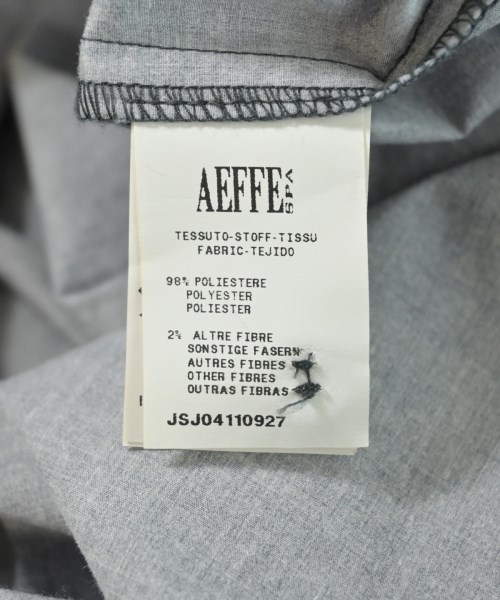 AEFFE SPA
TESSUTO-STOFF-TISSU
FABRIC-TEJIDO
98% POLIESTERE
POLYESTER
POLIESTER
2% ALTRE FIBRE
SONSTIGE FASERN
AUTRES FIBRES
OTHER FIBRES
OUTRAS FIBRAS
JSJ04110927